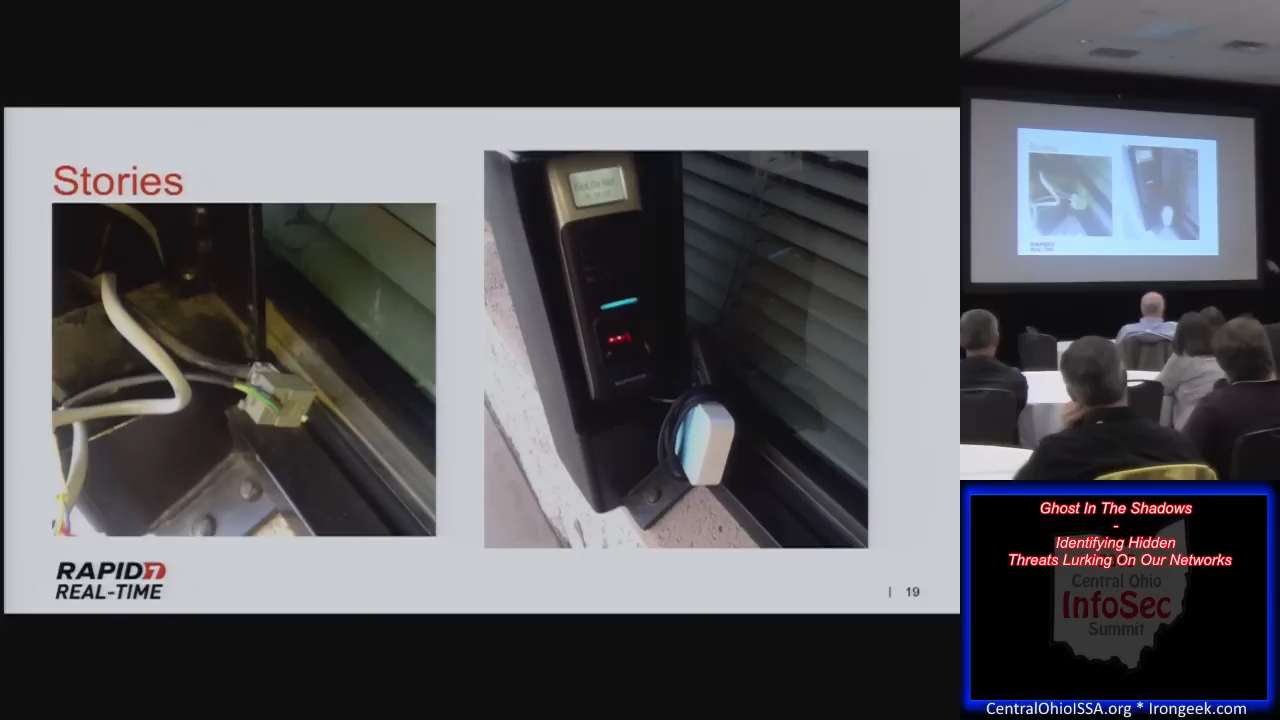 Stories
RAPID7
REAL-TIME
| 19
Ghost In The Shadows
-
Identifying Hidden
Threats Lurking On Our Networks
Central Ohio
InfoSec
Summit
CentralOhioISSA.org * Irongeek.com